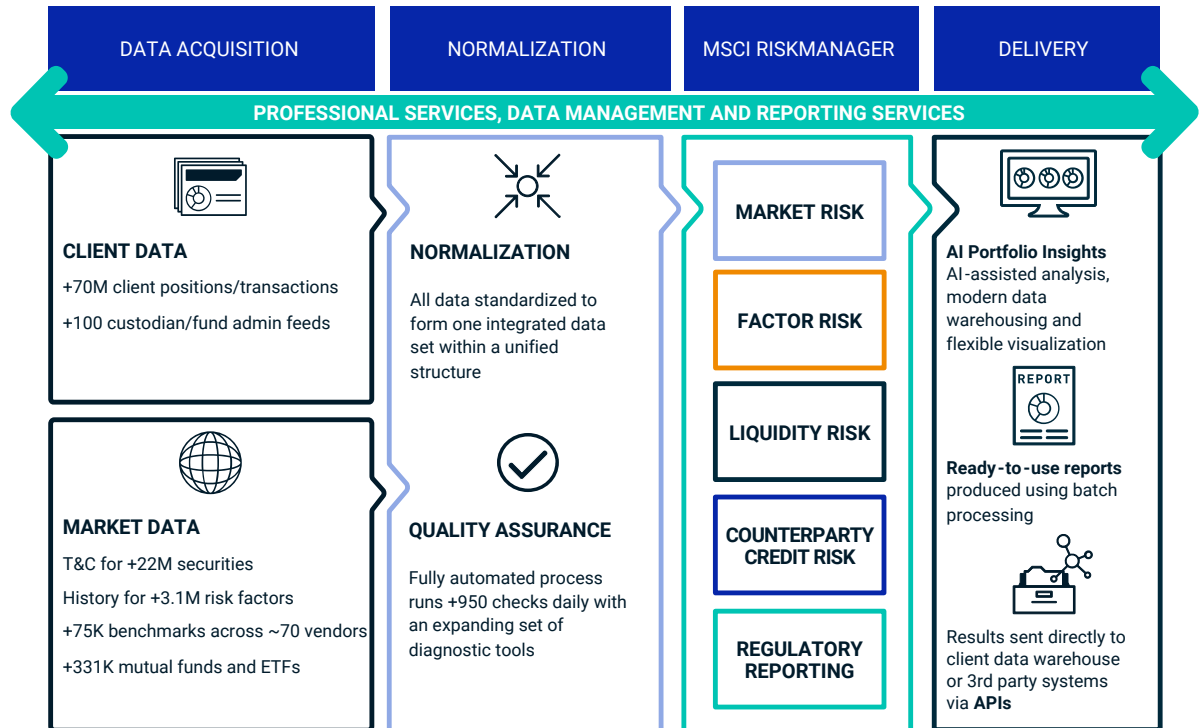 DATA ACQUISITION
NORMALIZATION
MSCI RISKMANAGER
DELIVERY
PROFESSIONAL SERVICES, DATA MANAGEMENT AND REPORTING SERVICES
CLIENT DATA
+70M client positions/transactions
+100 custodian/fund admin feeds
MARKET DATA
T&C for +22M securities
History for +3.1M risk factors
+75K benchmarks across ~70 vendors
+331K mutual funds and ETFs
NORMALIZATION
All data standardized to
form one integrated data
set within a unified
structure
QUALITY ASSURANCE
Fully automated process
runs +950 checks daily with
an expanding set of
diagnostic tools
MARKET RISK
FACTOR RISK
LIQUIDITY RISK
COUNTERPARTY
CREDIT RISK
REGULATORY
REPORTING
AI Portfolio Insights
AI-assisted analysis,
modern data
warehousing and
flexible visualization
REPORT
Ready-to-use reports
produced using batch
processing
Results sent directly to
client data warehouse
or 3rd party systems
via APIs